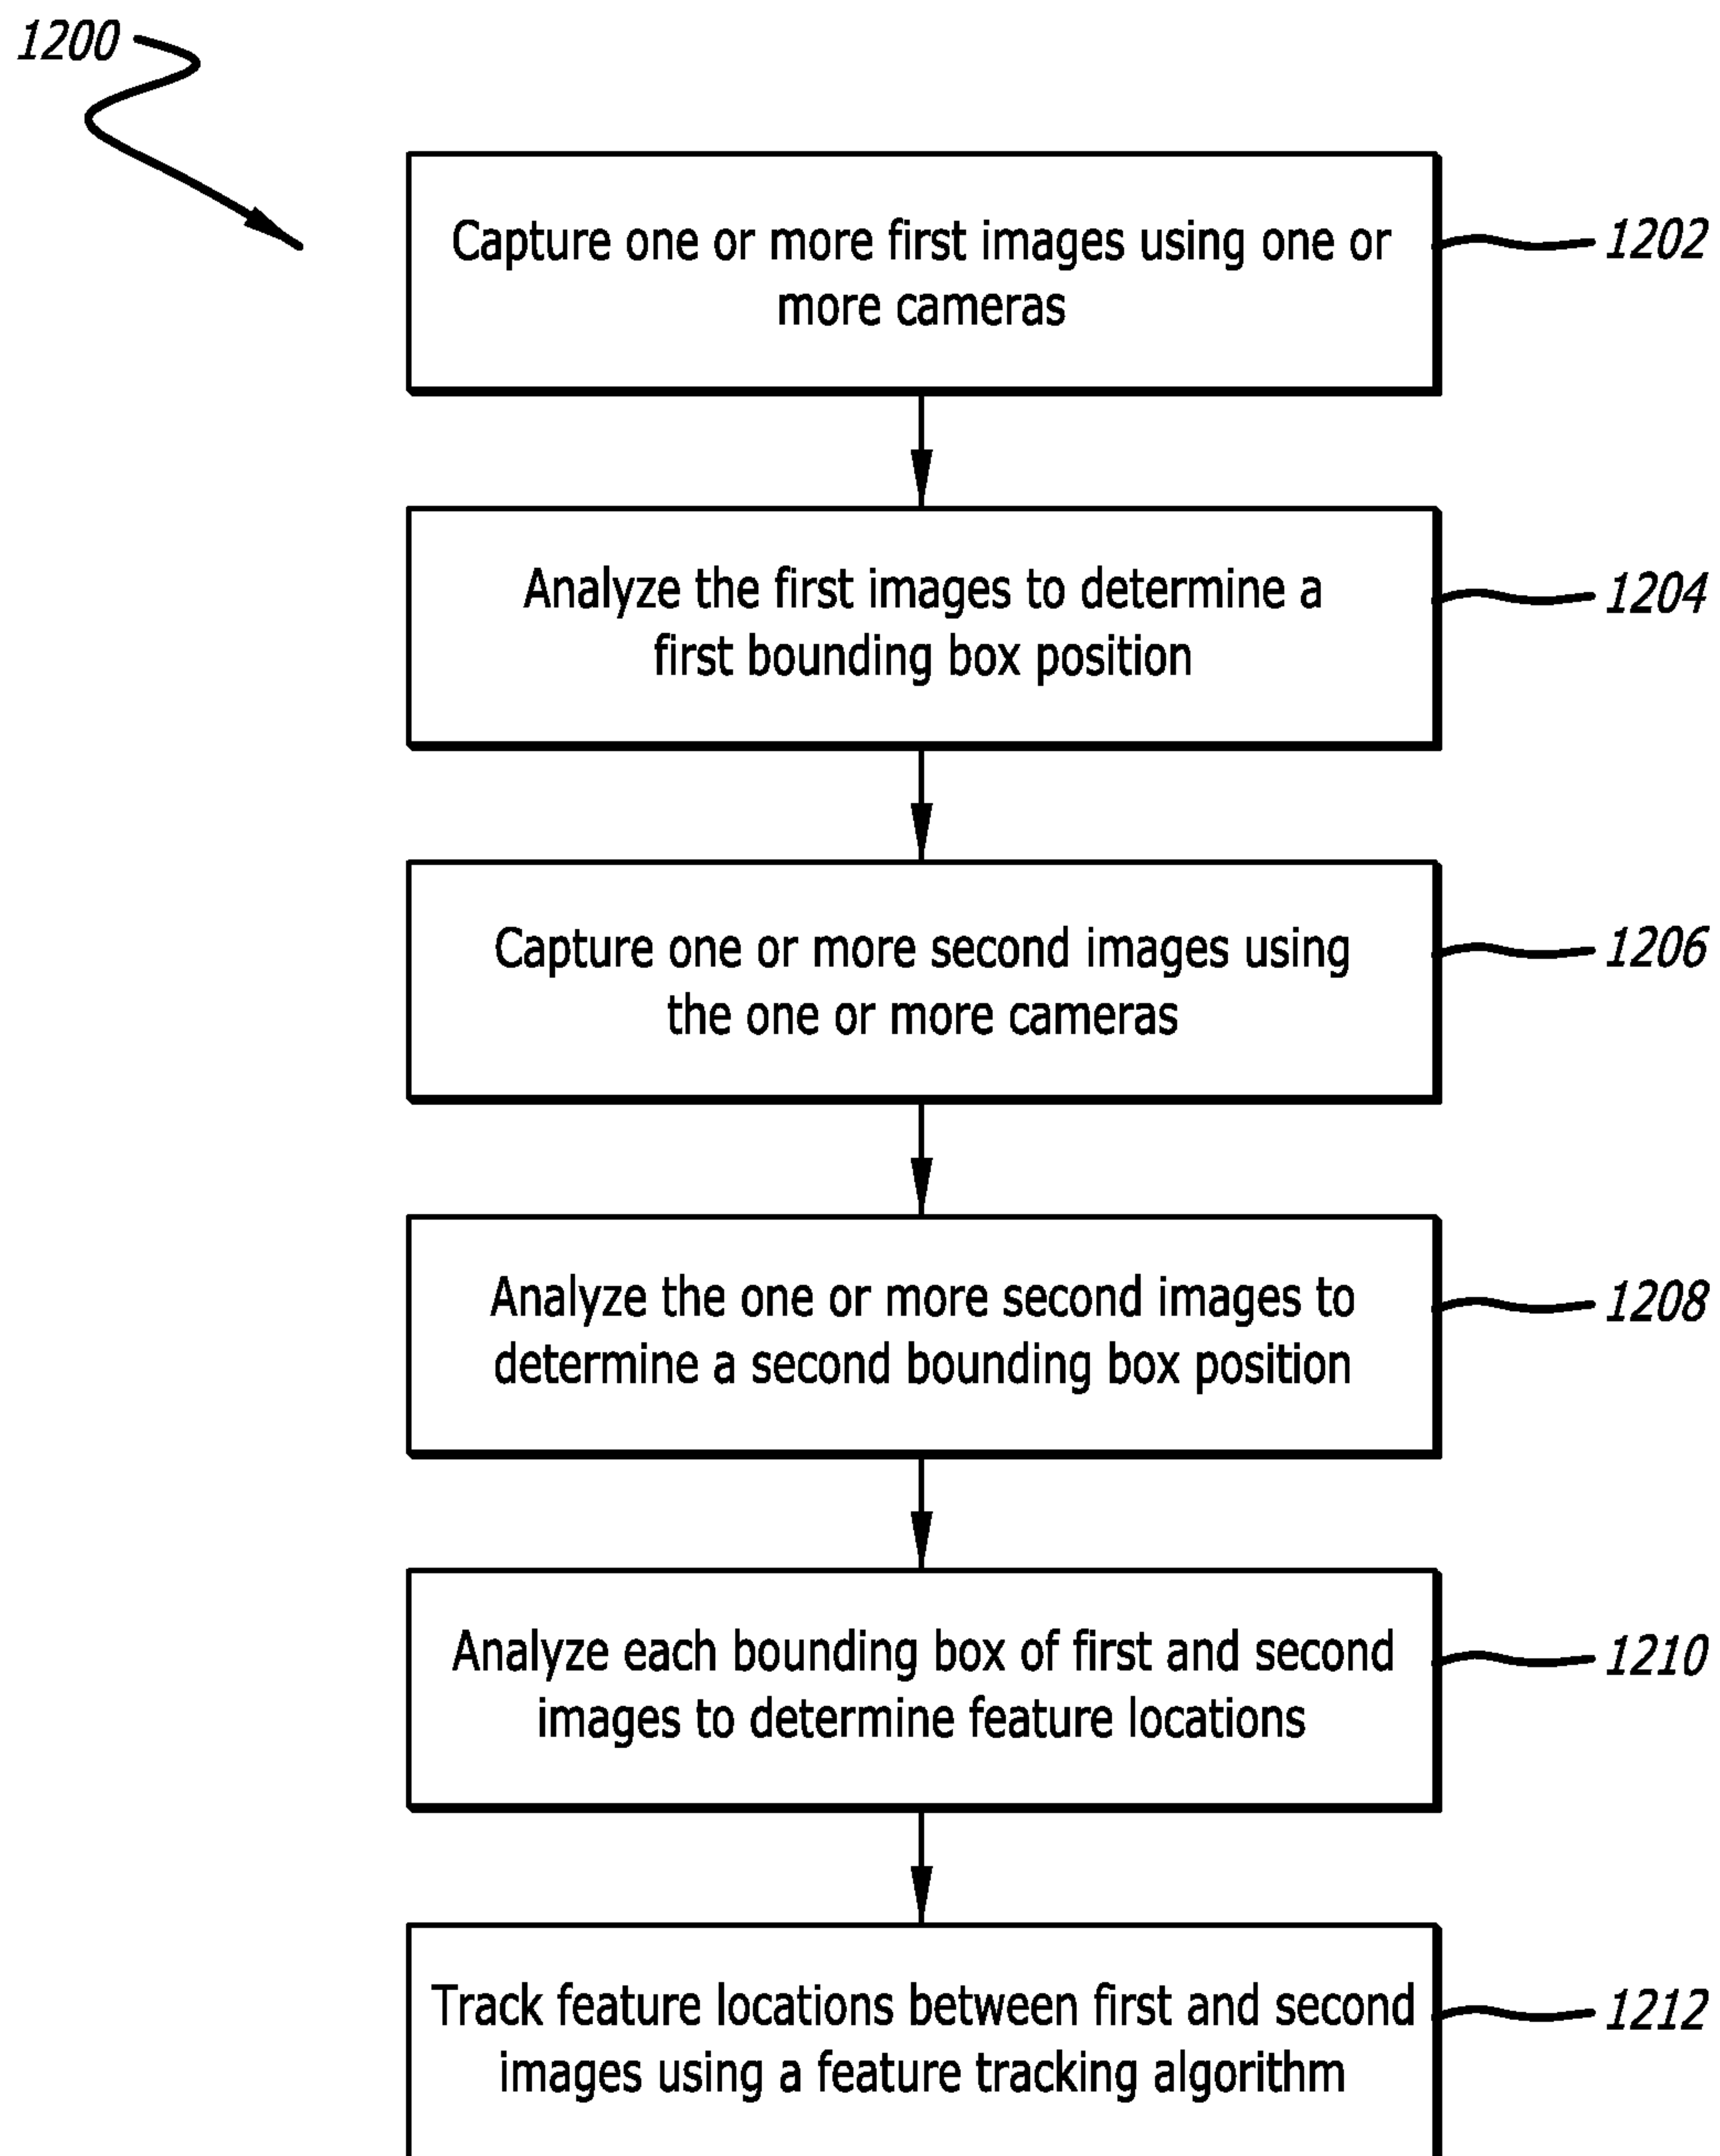 1200
Capture one or more first images using one or
more cameras
1202
Analyze the first images to determine a
first bounding box position
1204
Capture one or more second images using
the one or more cameras
1206
Analyze the one or more second images to
determine a second bounding box position
1208
Analyze each bounding box of first and second
images to determine feature locations
1210
Track feature locations between first and second
images using a feature tracking algorithm
1212